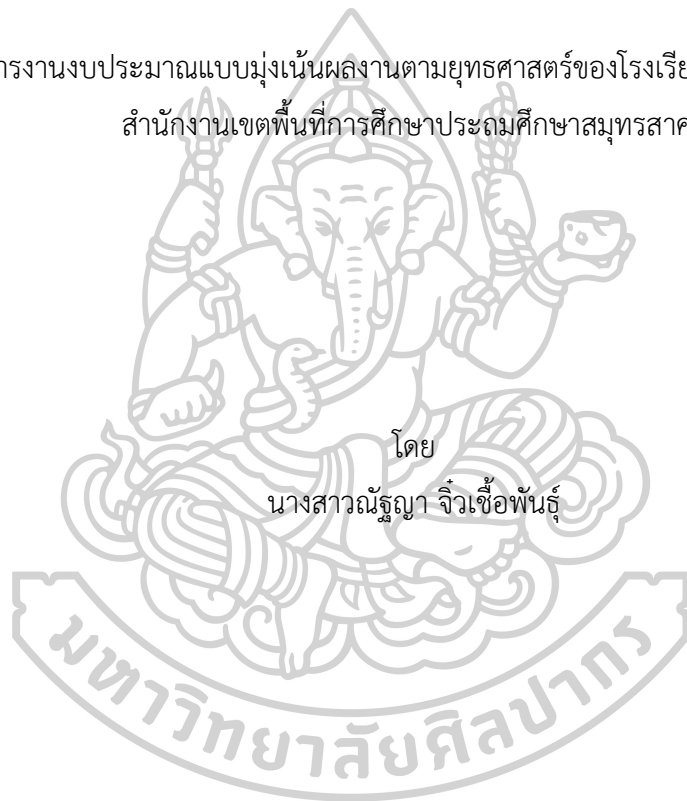 ารงานงบประมาณแบบมุ่งเน้นผลงานตามยุทธศาสตร์ของโรงเรีย
สำนักงานเขตพื้นที่การศึกษาประถมศึกษาสมุทรสาค
โดย
นางสาวณัฐญา จิ๋วเชื้อพันธุ์
มหาวิทยาลัยศิลปากร